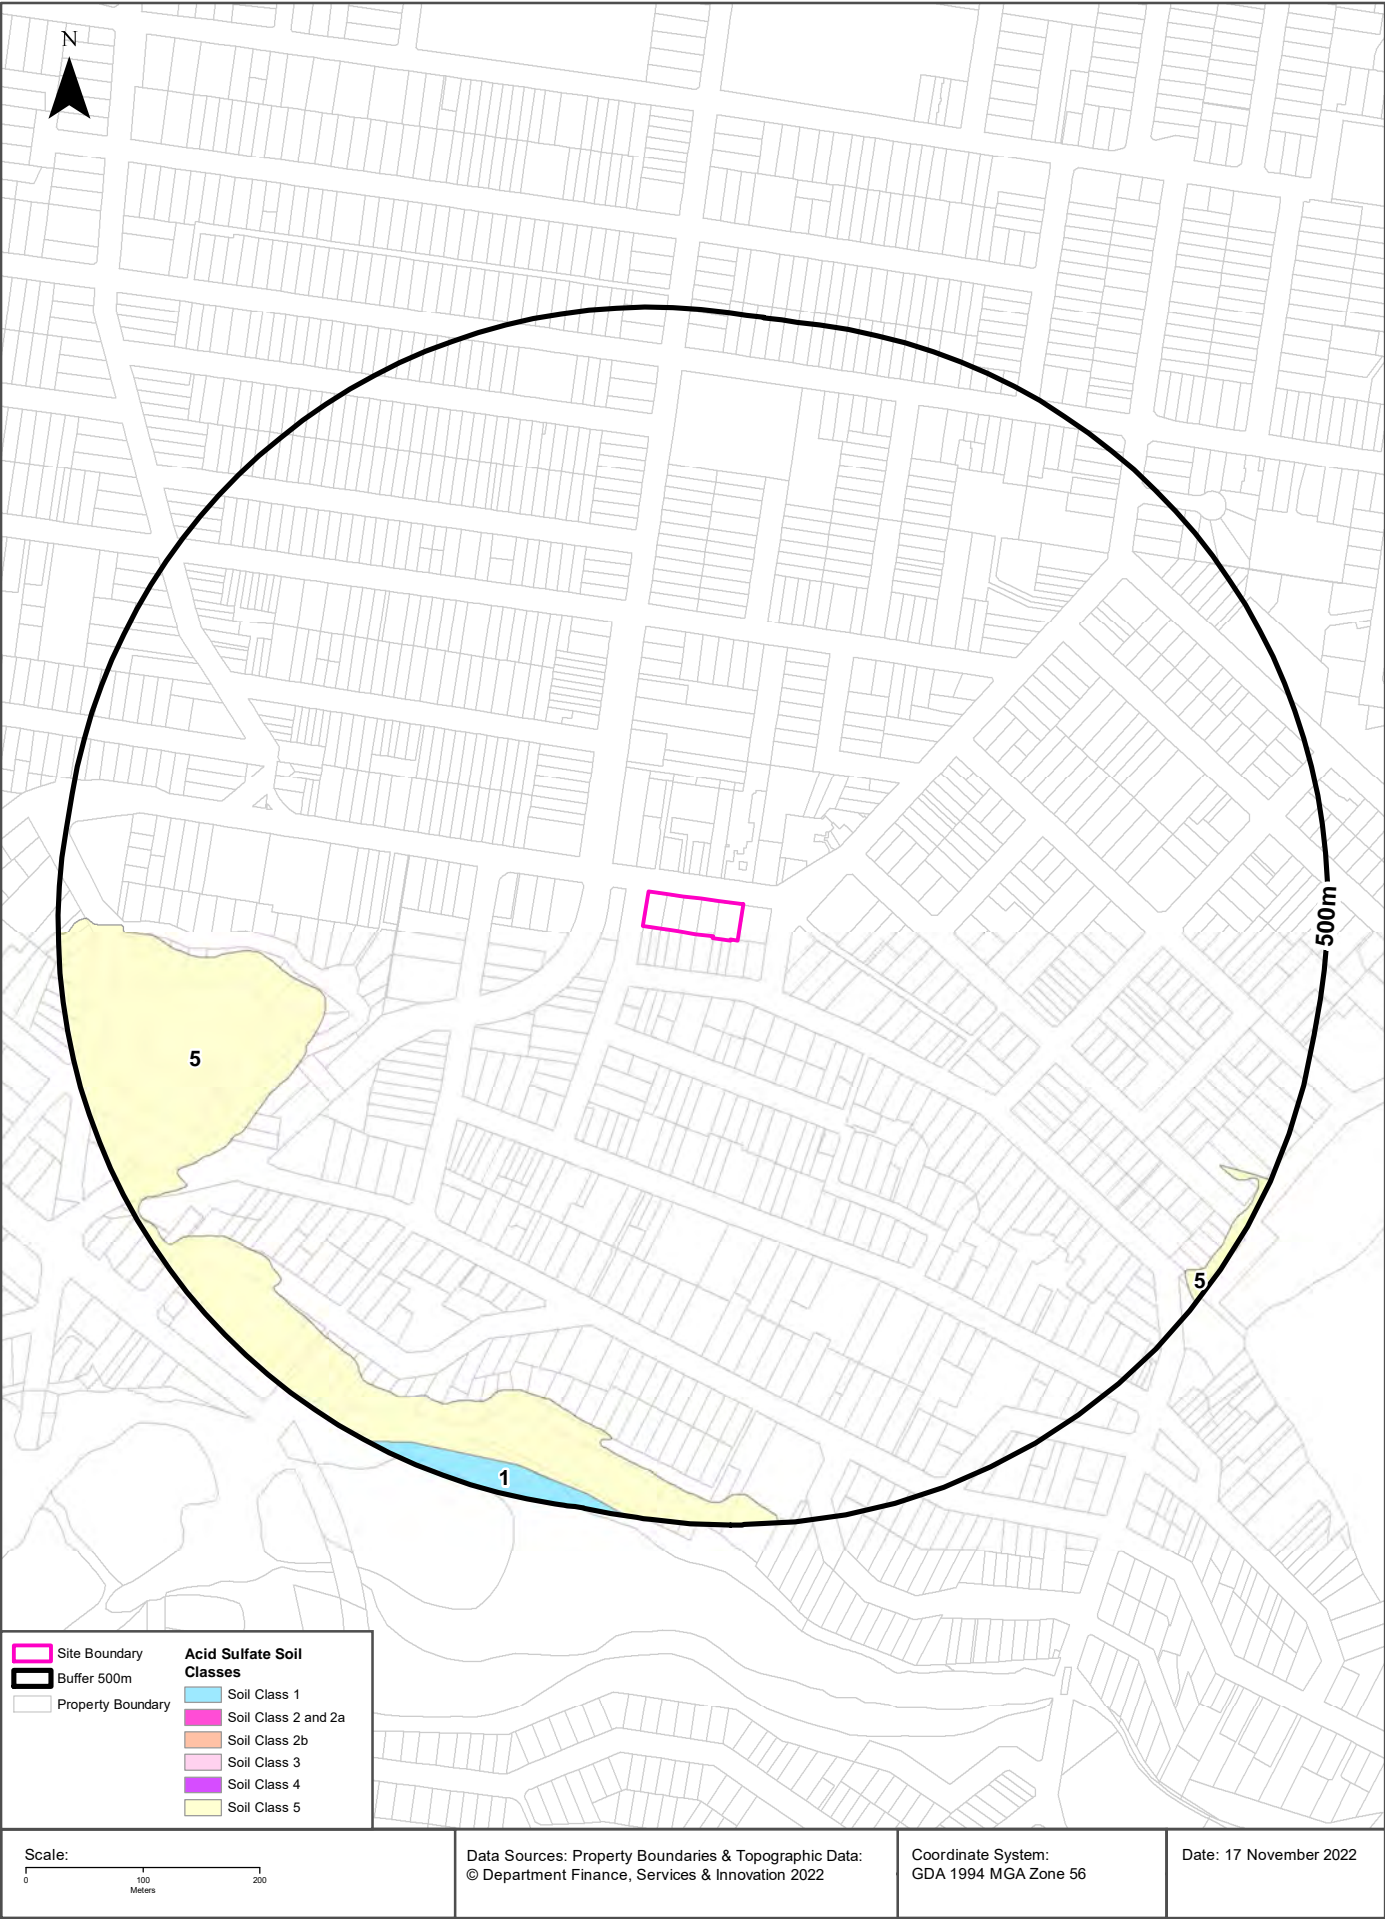 N
500m
5
5
1
Site Boundary
Buffer 500m
Property Boundary
Acid Sulfate Soil
Classes
Soil Class 1
Soil Class 2 and 2a
Soil Class 2b
Soil Class 3
Soil Class 4
Soil Class 5
Scale:
0 100 200
Meters
Data Sources: Property Boundaries & Topographic Data:
© Department Finance, Services & Innovation 2022
Coordinate System:
GDA 1994 MGA Zone 56
Date: 17 November 2022